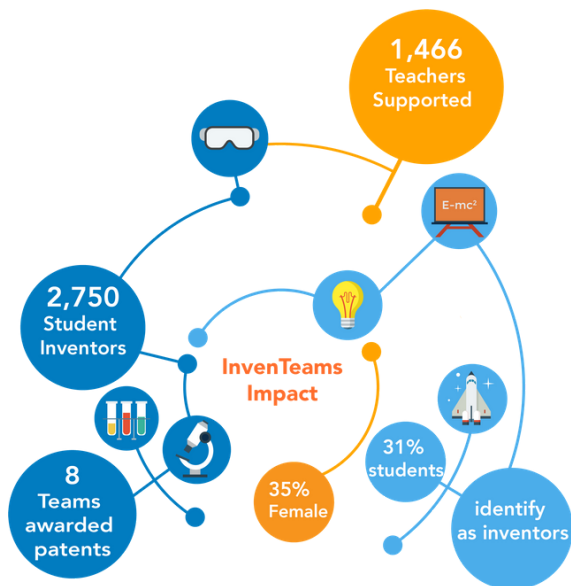 1,466
Teachers
Supported
E-mc²
2,750
Student
Inventors
InvenTeams
Impact
31%
students
8
Teams
awarded
patents
35%
Female
identify
as inventors